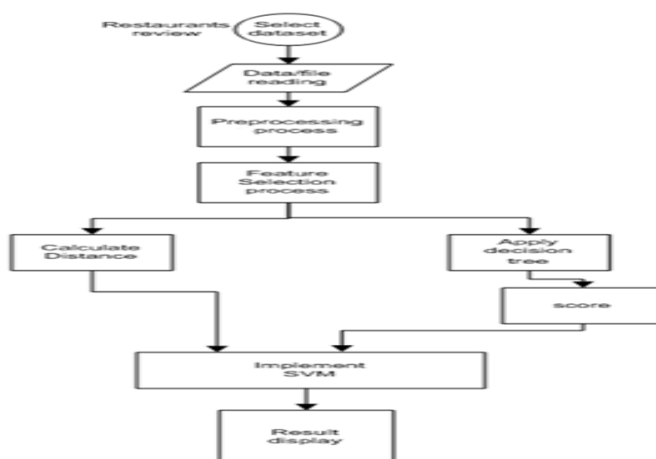 Restaurants
review
Select
dataset
Data/file
reading
Preprocessing
process
Feature
Selection
process
Calculate
Distance
Apply
decision
tree
score
Implement
SVM
Result
display